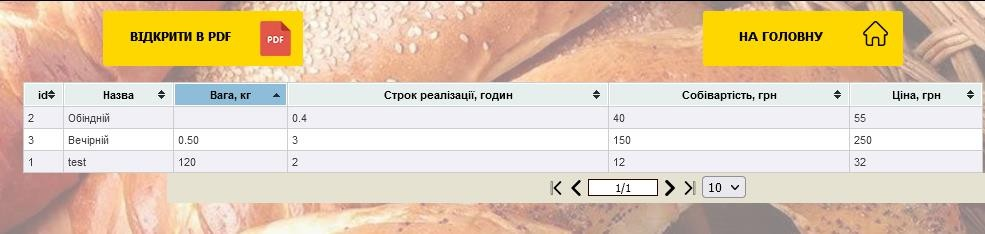 ВІДКРИТИ В PDF PDF НА ГОЛОВНУ
id Назва Вага, кг Строк реалізації, годин Собівартість, грн Ціна, грн
2 Обіндній 0.4 40 55
3 Вечірній 0.50 3 150 250
1 test 120 2 12 32
1/1 10